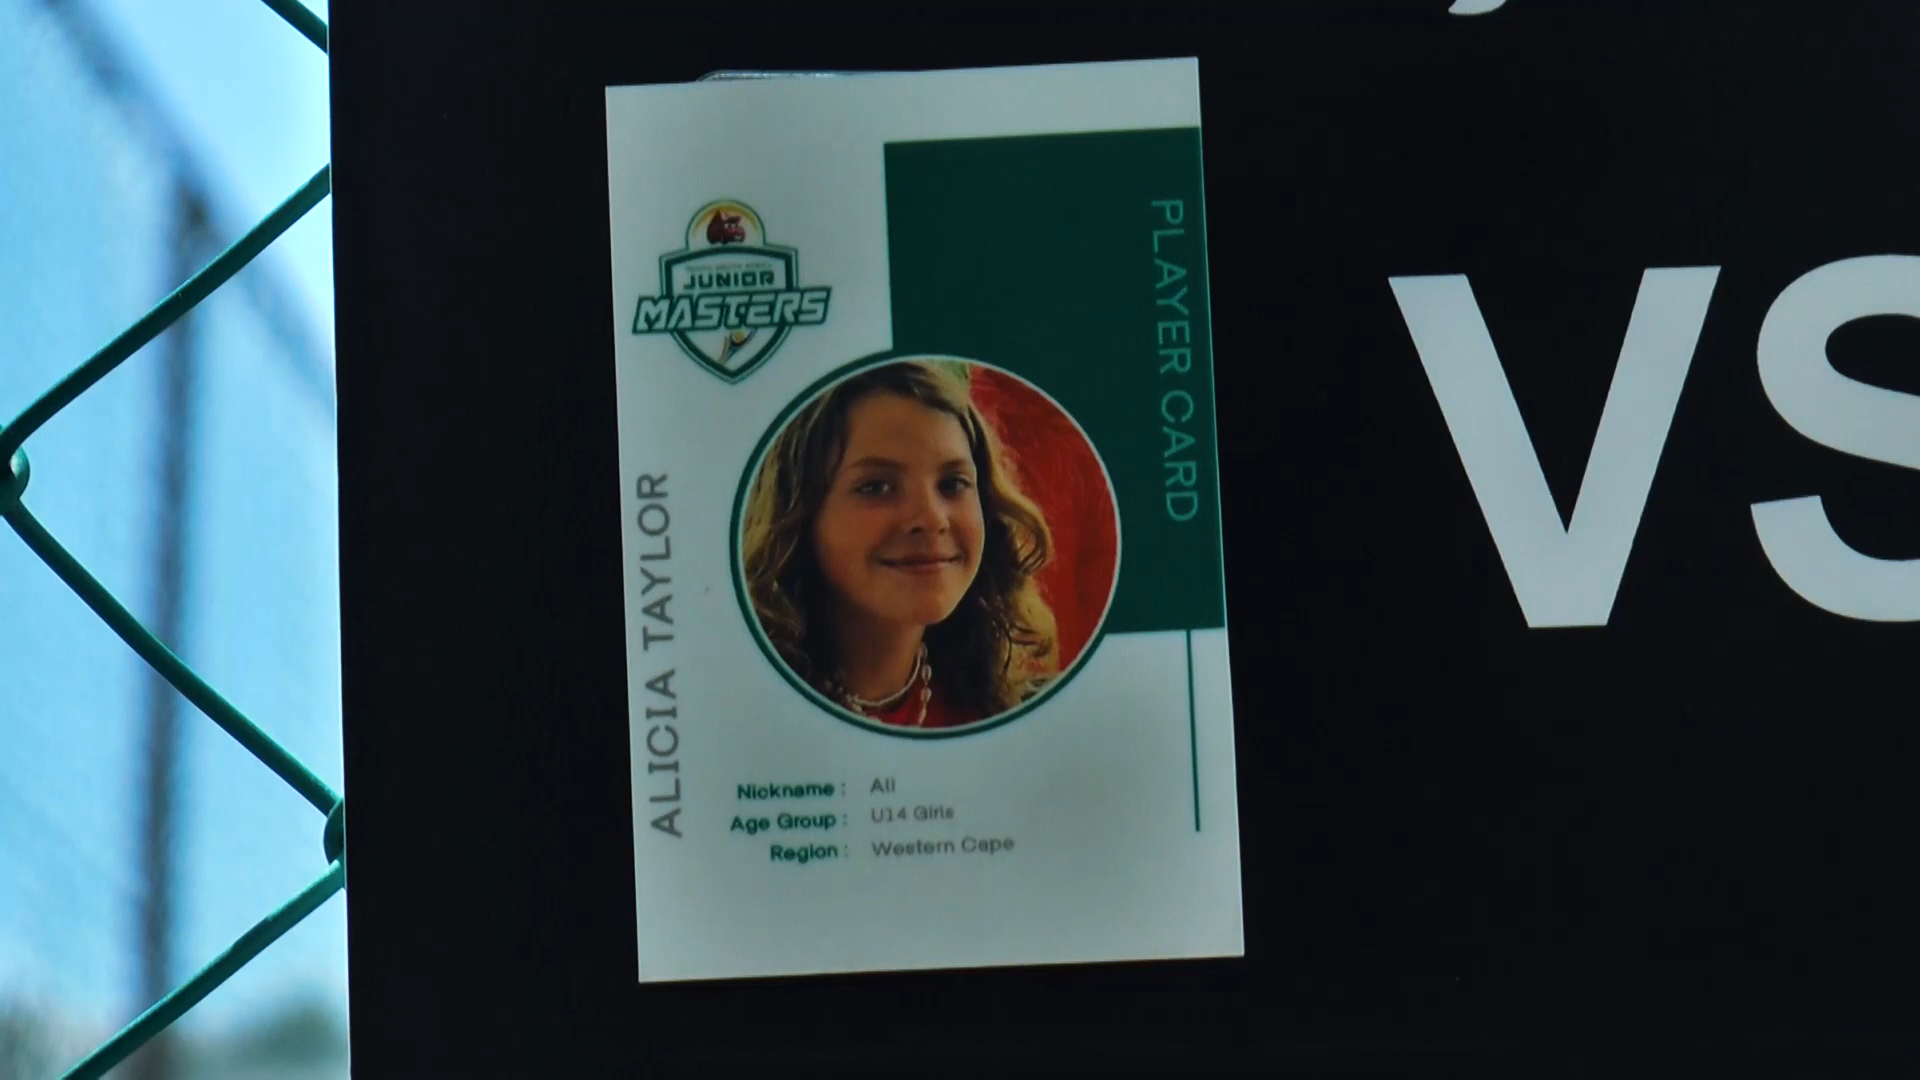 JUNIOR
MASTERS
PLAYER CARD
ALICIA TAYLOR
Nickname : Ali
Age Group : U14 Girls
Region : Western Cape
VS